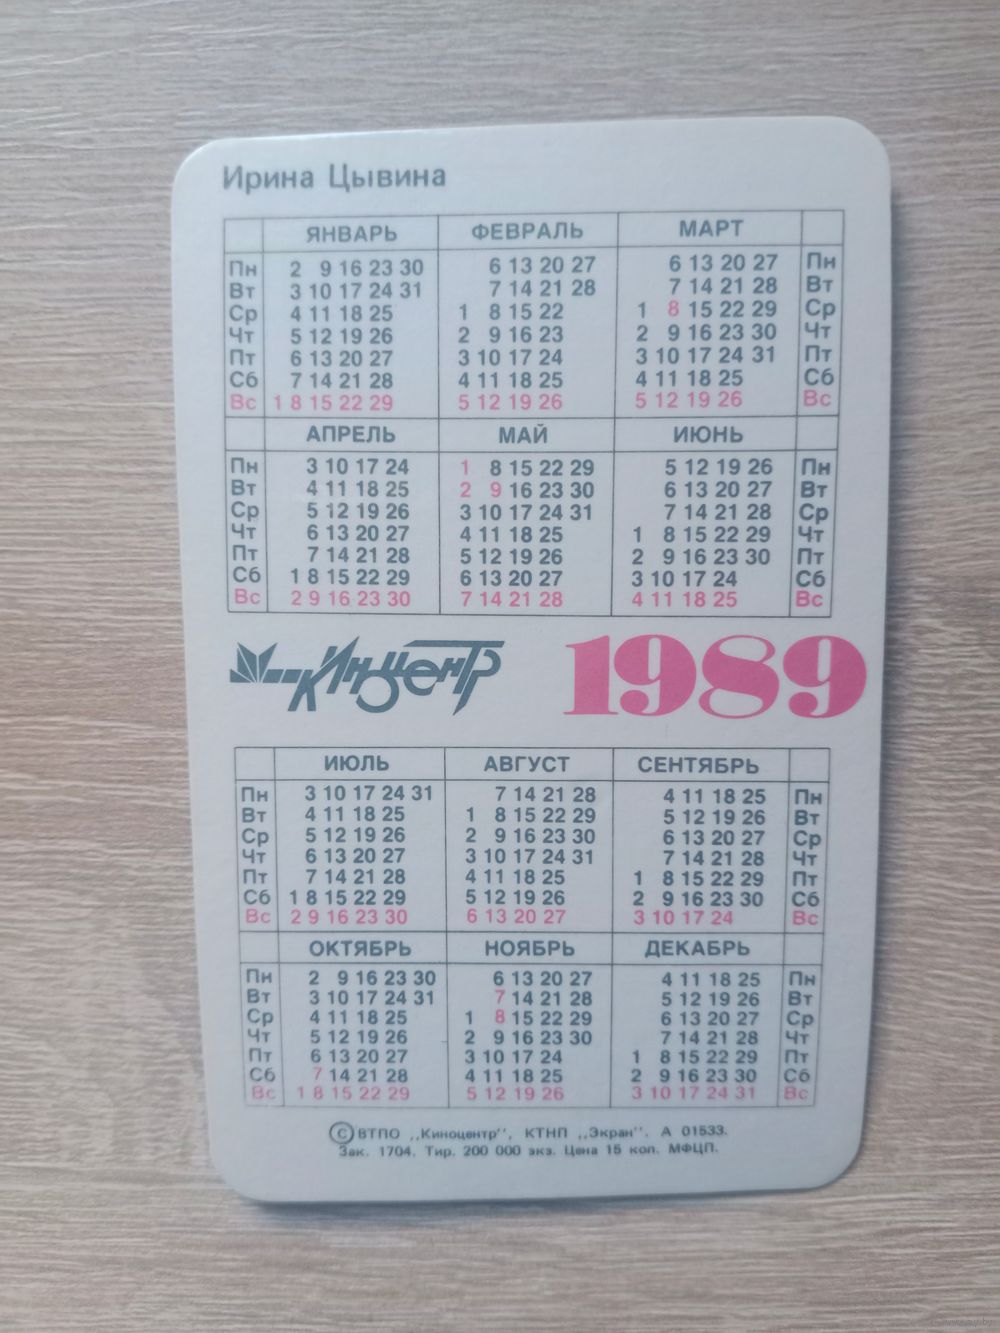 Ирина Цывина
ЯНВАРЬ ФЕВРАЛЬ МАРТ
Пн 2 9 16 23 30 6 13 20 27 6 13 20 27 Пн
Вт 3 10 17 24 31 7 14 21 28 7 14 21 28 Вт
Ср 4 11 18 25 1 8 15 22 1 8 15 22 29 Ср
Чт 5 12 19 26 2 9 16 23 2 9 16 23 30 Чт
Пт 6 13 20 27 3 10 17 24 3 10 17 24 31 Пт
Сб 7 14 21 28 4 11 18 25 4 11 18 25 Сб
Вс 1 8 15 22 29 5 12 19 26 5 12 19 26 Вс
АПРЕЛЬ МАЙ ИЮНЬ
Пн 3 10 17 24 1 8 15 22 29 5 12 19 26 Пн
Вт 4 11 18 25 2 9 16 23 30 6 13 20 27 Вт
Ср 5 12 19 26 3 10 17 24 31 7 14 21 28 Ср
Чт 6 13 20 27 4 11 18 25 1 8 15 22 29 Чт
Пт 7 14 21 28 5 12 19 26 2 9 16 23 30 Пт
Сб 1 8 15 22 29 6 13 20 27 3 10 17 24 Сб
Вс 2 9 16 23 30 7 14 21 28 4 11 18 25 Вс
Киноцентр 1989
ИЮЛЬ АВГУСТ СЕНТЯБРЬ
Пн 3 10 17 24 31 7 14 21 28 4 11 18 25 Пн
Вт 4 11 18 25 1 8 15 22 29 5 12 19 26 Вт
Ср 5 12 19 26 2 9 16 23 30 6 13 20 27 Ср
Чт 6 13 20 27 3 10 17 24 31 7 14 21 28 Чт
Пт 7 14 21 28 4 11 18 25 1 8 15 22 29 Пт
Сб 1 8 15 22 29 5 12 19 26 2 9 16 23 30 Сб
Вс 2 9 16 23 30 6 13 20 27 3 10 17 24 Вс
ОКТЯБРЬ НОЯБРЬ ДЕКАБРЬ
Пн 2 9 16 23 30 6 13 20 27 4 11 18 25 Пн
Вт 3 10 17 24 31 7 14 21 28 5 12 19 26 Вт
Ср 4 11 18 25 1 8 15 22 29 6 13 20 27 Ср
Чт 5 12 19 26 2 9 16 23 30 7 14 21 28 Чт
Пт 6 13 20 27 3 10 17 24 1 8 15 22 29 Пт
Сб 7 14 21 28 4 11 18 25 2 9 16 23 30 Сб
Вс 1 8 15 22 29 5 12 19 26 3 10 17 24 31 Вс
© ВТПО ,,Киноцентр", КТНП ,,Экран". А 01533.
Зак. 1704. Тир. 200 000 экз. Цена 15 коп. МФЦП.